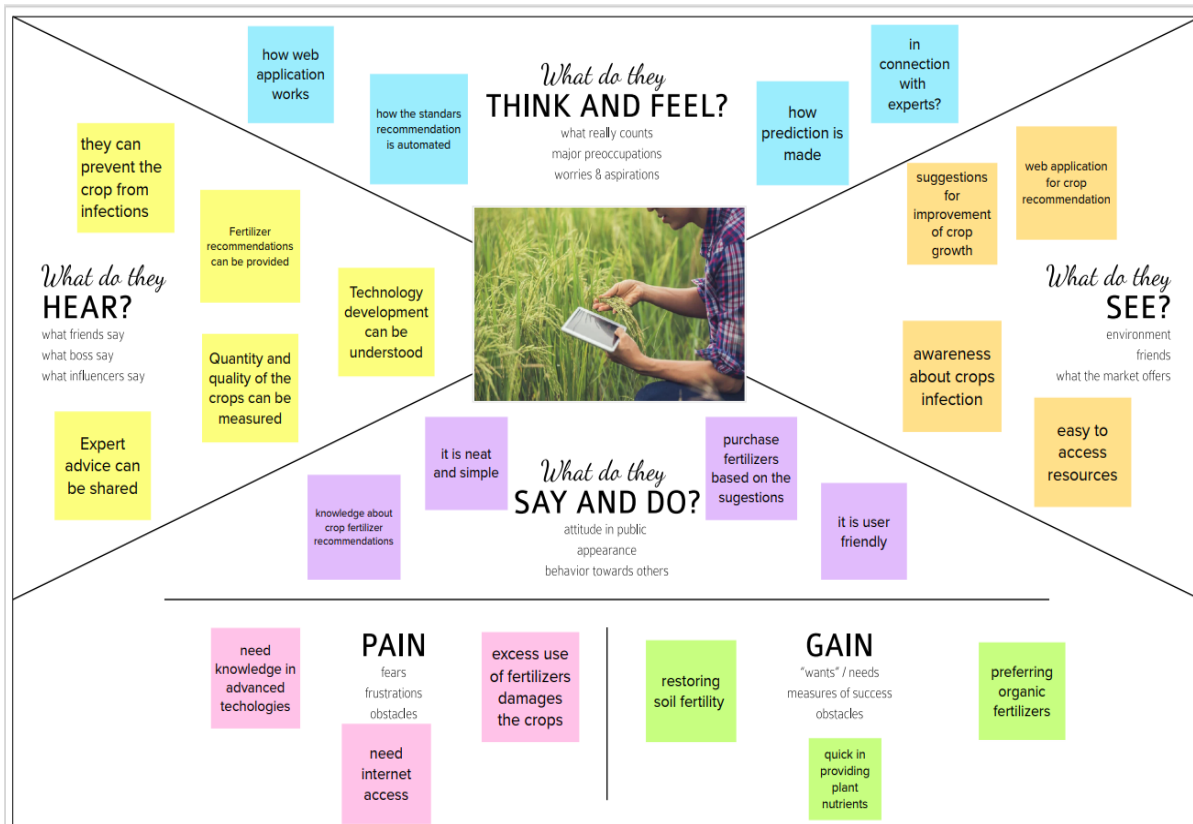 how web
application
works
how the standars
recommendation
is automated
What do they
THINK AND FEEL?
what really counts
major preoccupations
worries & aspirations
how
prediction is
made
in
connection
with
experts?
they can
prevent the
crop from
infections
Fertilizer
recommendations
can be provided
What do they
HEAR?
what friends say
what boss say
what influencers say
Technology
development
can be
understood
Quantity and
quality of the
crops can be
measured
Expert
advice can
be shared
suggestions
for
improvement
of crop
growth
web application
for crop
recommendation
What do they
SEE?
environment
friends
what the market offers
awareness
about crops
infection
easy to
access
resources
knowledge about
crop fertilizer
recommendations
it is neat
and simple
What do they
SAY AND DO?
attitude in public
appearance
behavior towards others
purchase
fertilizers
based on the
sugestions
it is user
friendly
need
knowledge in
advanced
techologies
PAIN
fears
frustrations
obstacles
need
internet
access
excess use
of fertilizers
damages
the crops
restoring
soil fertility
GAIN
"wants" / needs
measures of success
obstacles
quick in
providing
plant
nutrients
preferring
organic
fertilizers